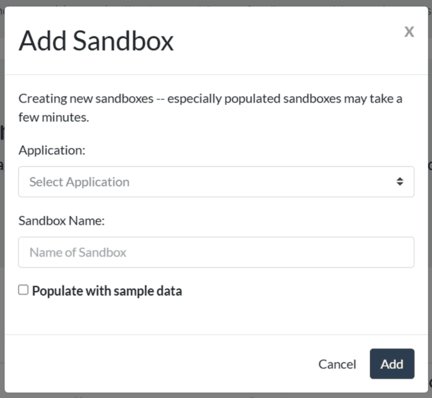 Add Sandbox
X
Creating new sandboxes -- especially populated sandboxes may take a
few minutes.
Application:
Select Application
Sandbox Name:
Name of Sandbox
Populate with sample data
Cancel
Add